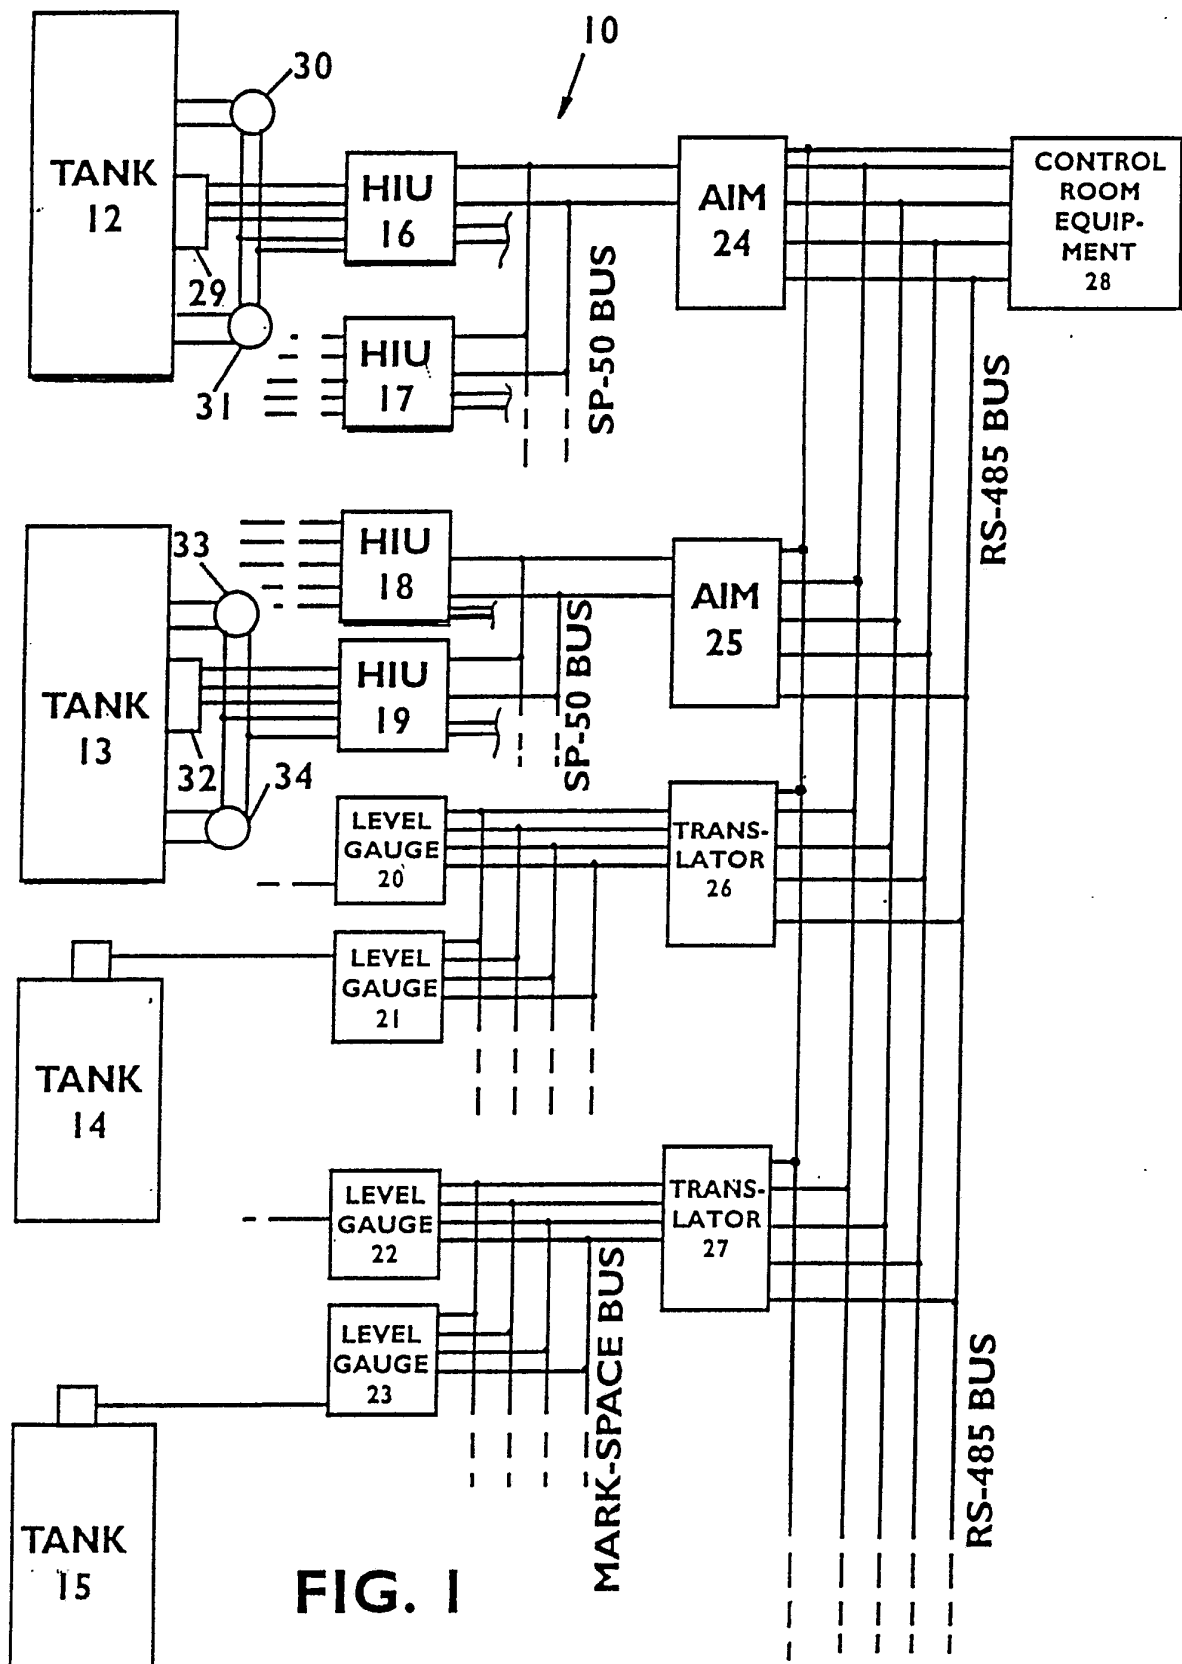 10
30
TANK
12
29
31
HIU
16
HIU
17
SP-50 BUS
AIM
24
CONTROL
ROOM
EQUIP-
MENT
28
RS-485 BUS
33
TANK
13
32
34
HIU
18
HIU
19
SP-50 BUS
AIM
25
LEVEL
GAUGE
20
TRANS-
LATOR
26
LEVEL
GAUGE
21
TANK
14
LEVEL
GAUGE
22
TRANS-
LATOR
27
LEVEL
GAUGE
23
MARK-SPACE BUS
RS-485 BUS
TANK
15
FIG. 1